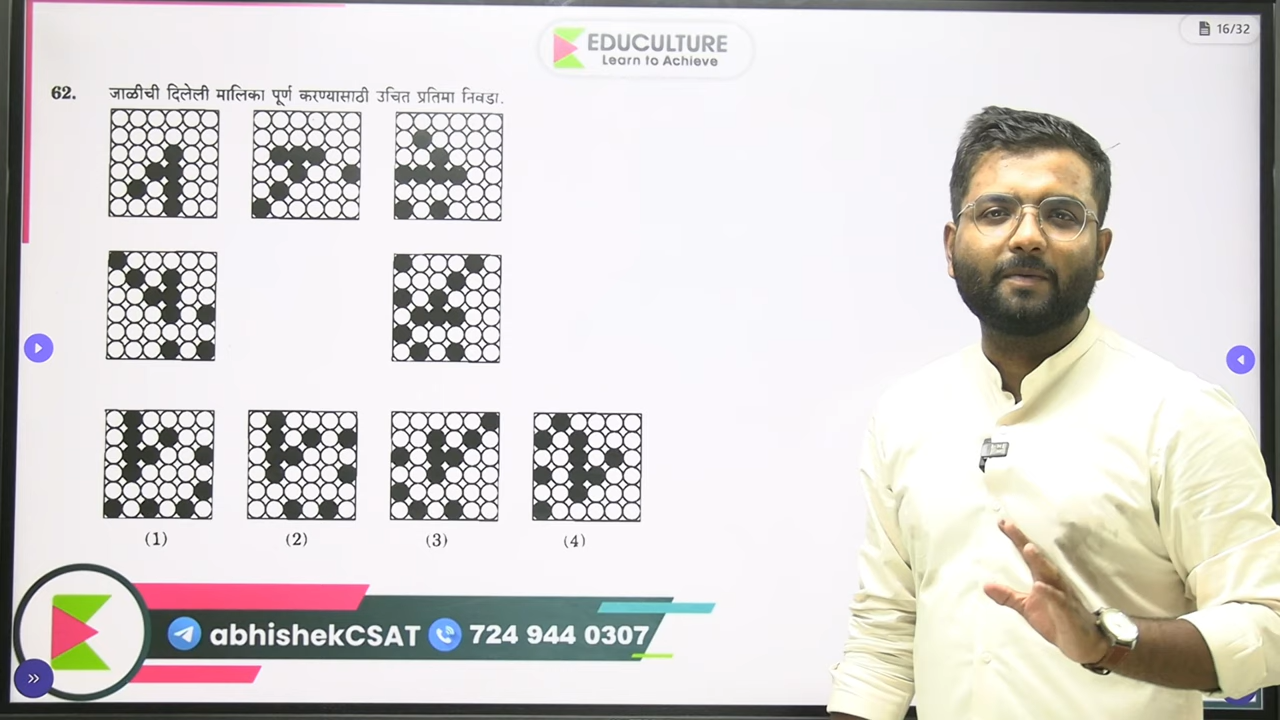 16/32
EDUCULTURE
Learn to Achieve
62. जाळीची दिलेली मालिका पूर्ण करण्यासाठी उचित प्रतिमा निवडा.
(1) (2) (3) (4)
abhishekCSAT 724 944 0307